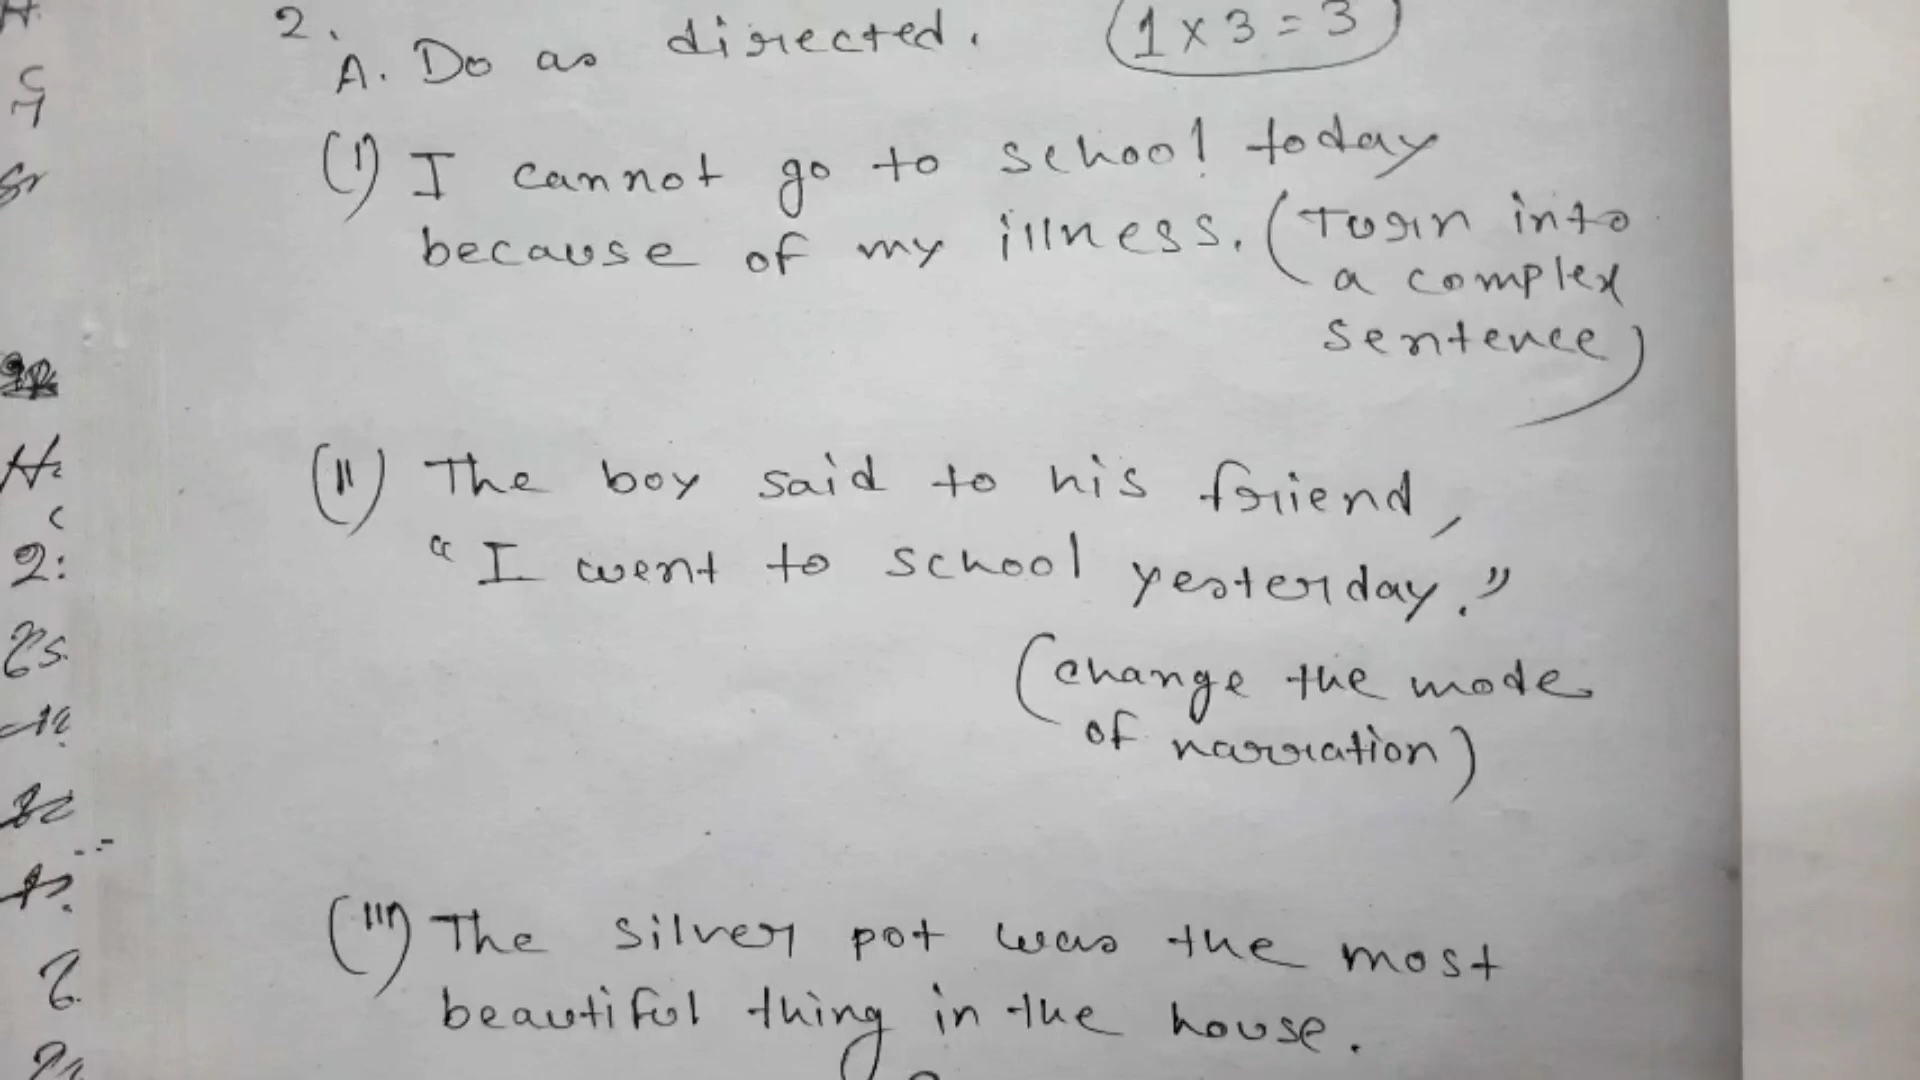 2.
A. Do as directed. (1 x 3 = 3)
(i) I cannot go to school today
because of my illness. (Turn into
a complex
sentence)
(ii) The boy said to his friend,
"I went to school yesterday."
(change the mode
of narration)
(iii) The silver pot was the most
beautiful thing in the house.